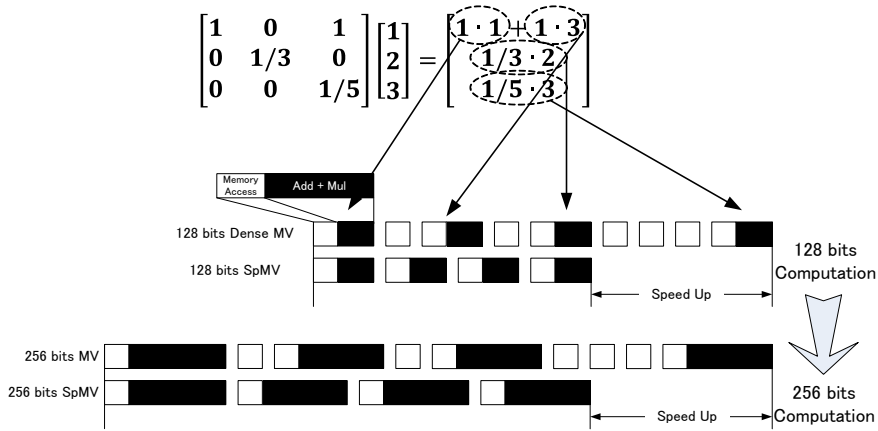 [1 0 1] [1] = [1 · 1 + 1 · 3]
[0 1/3 0] [2] [1/3 · 2]
[0 0 1/5] [3] [1/5 · 3]
Memory
Access
Add + Mul
128 bits Dense MV
128 bits SpMV
128 bits
Computation
Speed Up
256 bits MV
256 bits SpMV
256 bits
Computation
Speed Up